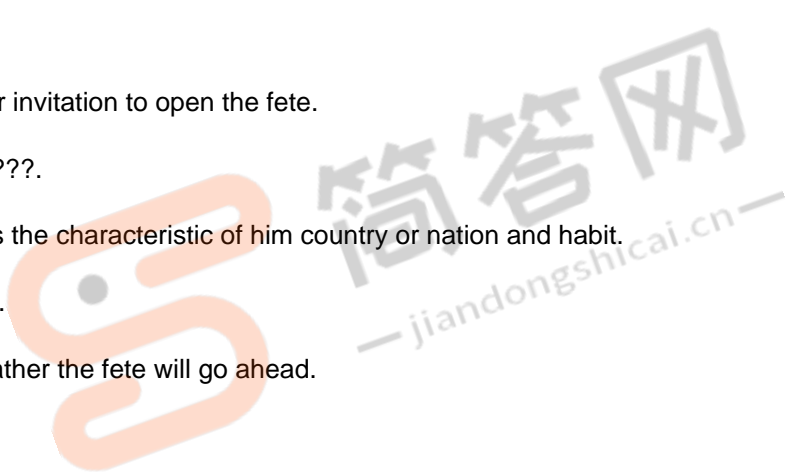 r invitation to open the fete.
???.
s the characteristic of him country or nation and habit.
.
ather the fete will go ahead.
简答网
—jiandongshicai.cn—